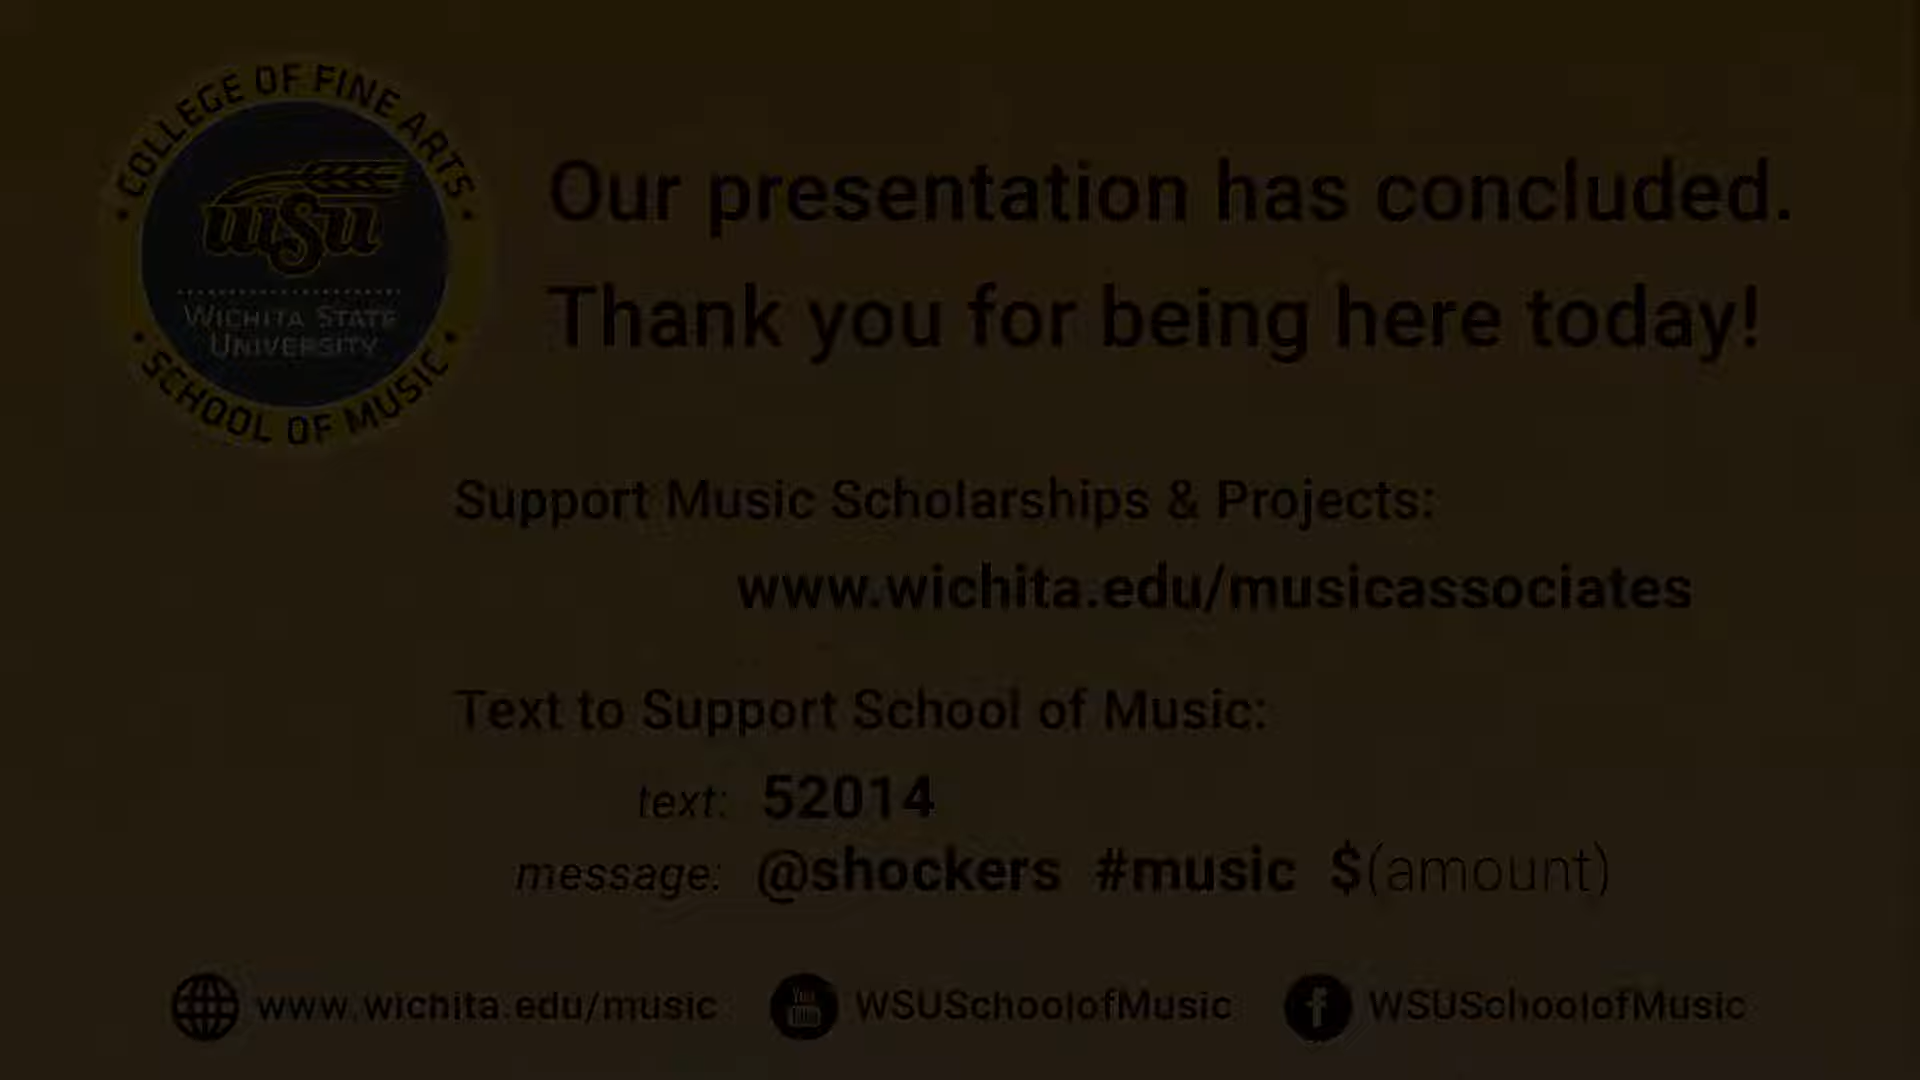 COLLEGE OF FINE ARTS
WSU
WICHITA STATE
UNIVERSITY
SCHOOL OF MUSIC
Our presentation has concluded.
Thank you for being here today!
Support Music Scholarships & Projects:
www.wichita.edu/musicassociates
Text to Support School of Music:
text: 52014
message: @shockers #music $(amount)
www.wichita.edu/music You Tube WSUSchoolofMusic f WSUSchoolofMusic